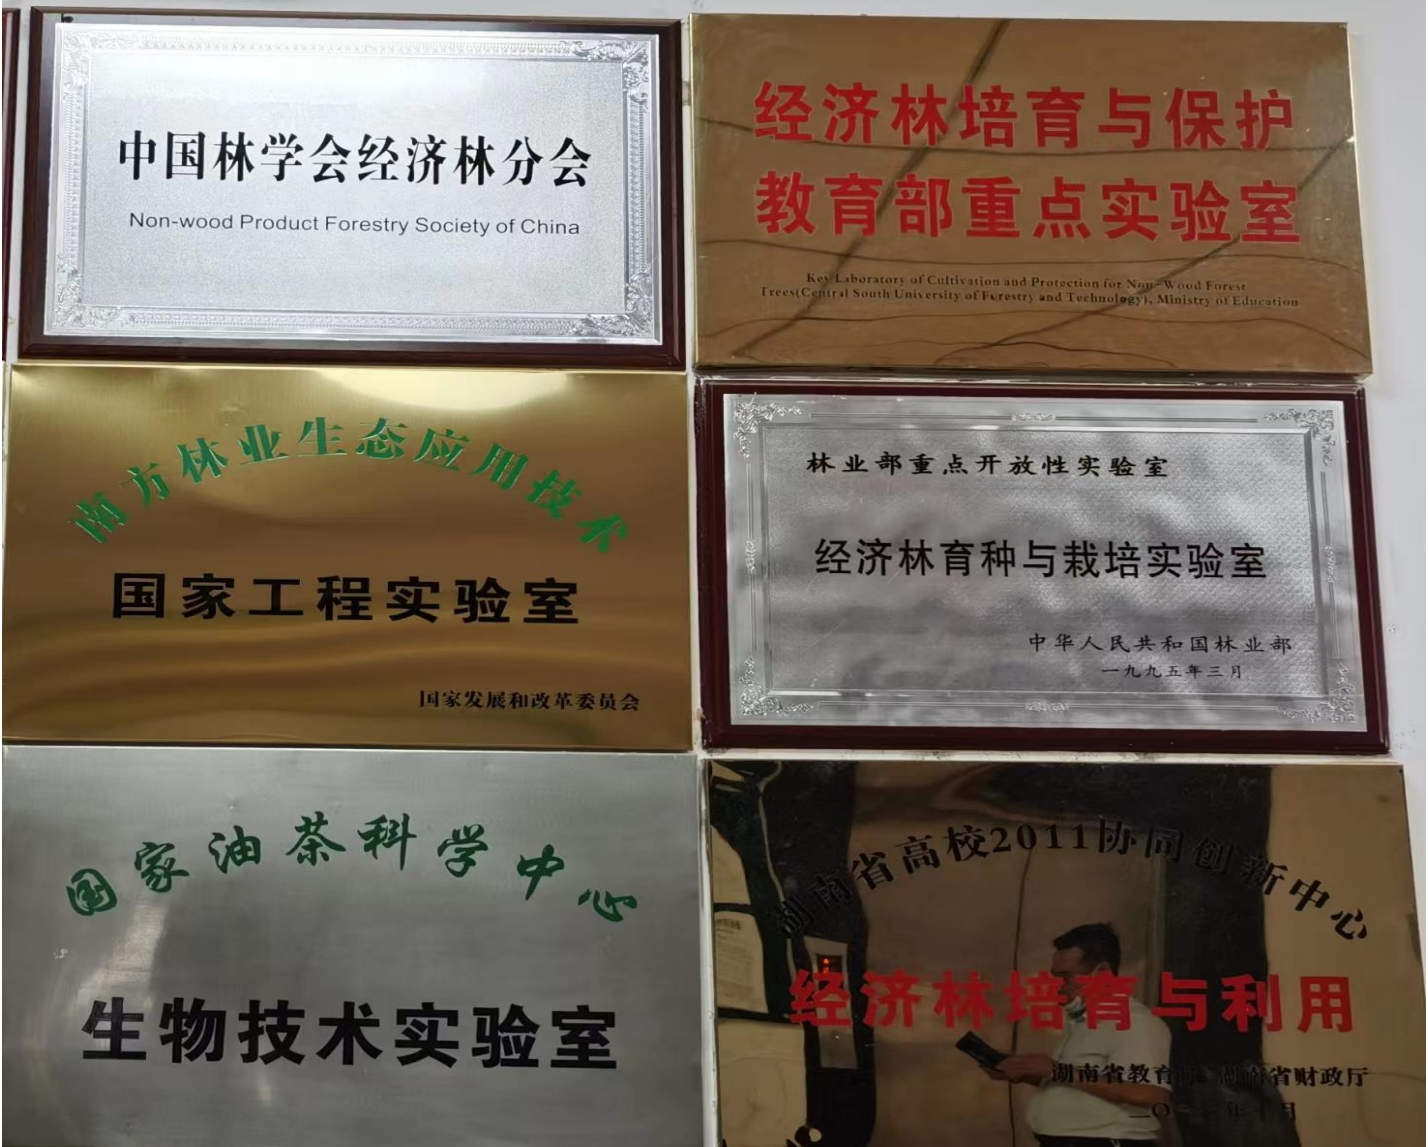 中国林学会经济林分会
Non-wood Product Forestry Society of China
经济林培育与保护
教育部重点实验室
Key Laboratory of Cultivation and Protection for Non-Wood Forest
Trees(Central South University of Forestry and Technology), Ministry of Education
南方林业生态应用技术
国家工程实验室
国家发展和改革委员会
林业部重点开放性实验室
经济林育种与栽培实验室
中华人民共和国林业部
一九九五年三月
国家油茶科学中心
生物技术实验室
湖南省高校2011协同创新中心
经济林培育与利用
湖南省教育厅 湖南省财政厅